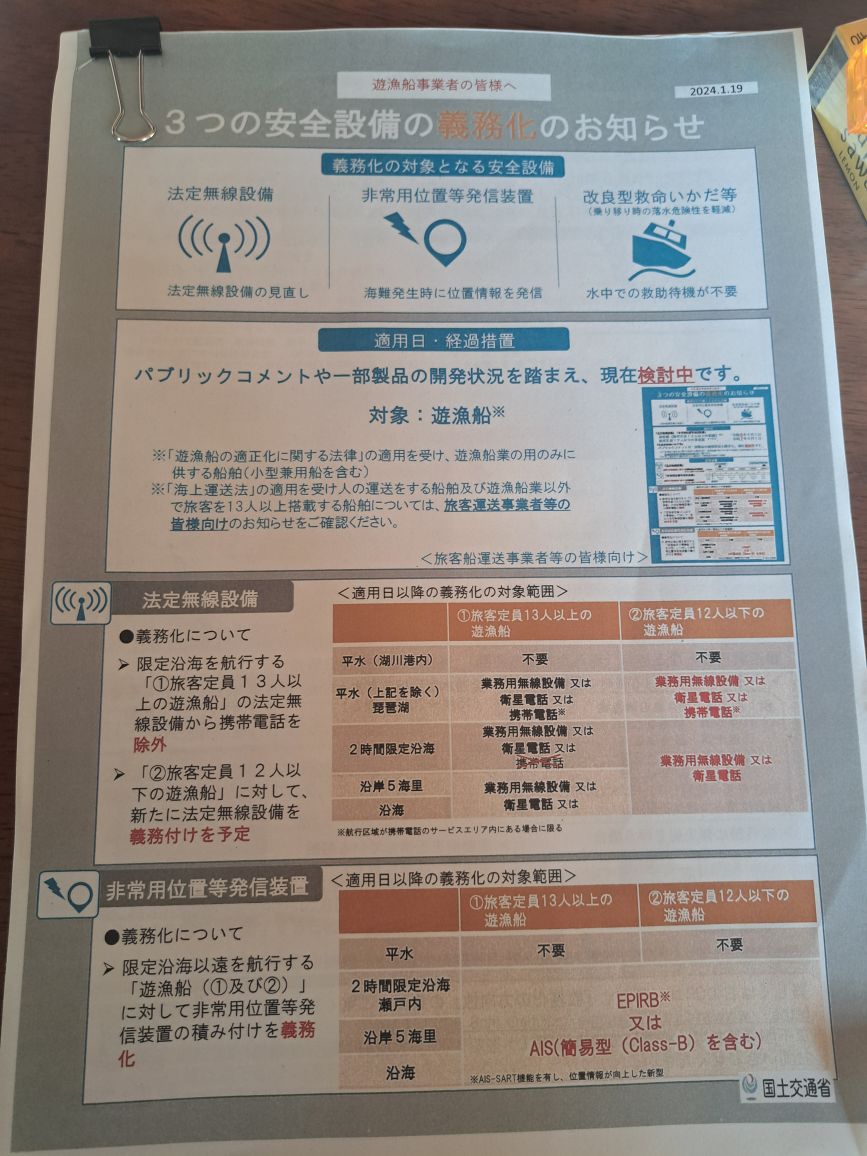 遊漁船事業者の皆様へ
2024.1.19
３つの安全設備の義務化のお知らせ
義務化の対象となる安全設備
法定無線設備
非常用位置等発信装置
改良型救命いかだ等
（乗り移り時の落水危険性を軽減）
法定無線設備の見直し
海難発生時に位置情報を発信
水中での救助待機が不要
適用日・経過措置
パブリックコメントや一部製品の開発状況を踏まえ、現在検討中です。
対象：遊漁船※
※「遊漁船の適正化に関する法律」の適用を受け、遊漁船業の用のみに
供する船舶（小型兼用船を含む）
※「海上運送法」の適用を受け人の運送をする船舶及び遊漁船業以外
で旅客を13人以上搭載する船舶については、旅客運送事業者等の
皆様向けのお知らせをご確認ください。
＜旅客船運送事業者等の皆様向け＞
３つの安全設備の義務化のお知らせ
法定無線設備
●義務化について
➢ 限定沿海を航行する
「①旅客定員１３人以
上の遊漁船」の法定無
線設備から携帯電話を
除外
➢ 「②旅客定員１２人以
下の遊漁船」に対して、
新たに法定無線設備を
義務付けを予定
＜適用日以降の義務化の対象範囲＞
①旅客定員13人以上の
遊漁船
②旅客定員12人以下の
遊漁船
平水（湖川港内）
不要
不要
平水（上記を除く）
琵琶湖
業務用無線設備 又は
衛星電話 又は
携帯電話※
業務用無線設備 又は
衛星電話 又は
携帯電話※
２時間限定沿海
業務用無線設備 又は
衛星電話 又は
携帯電話
業務用無線設備 又は
衛星電話
沿岸５海里
沿海
業務用無線設備 又は
衛星電話 又は
※航行区域が携帯電話のサービスエリア内にある場合に限る
非常用位置等発信装置
●義務化について
➢ 限定沿海以遠を航行する
「遊漁船（①及び②）」
に対して非常用位置等発
信装置の積み付けを義務
化
＜適用日以降の義務化の対象範囲＞
①旅客定員13人以上の
遊漁船
②旅客定員12人以下の
遊漁船
平水
不要
不要
２時間限定沿海
瀬戸内
沿岸５海里
沿海
EPIRB※
又は
AIS(簡易型（Class-B）を含む)
※AIS-SART機能を有し、位置情報が向上した新型
国土交通省
LEMON